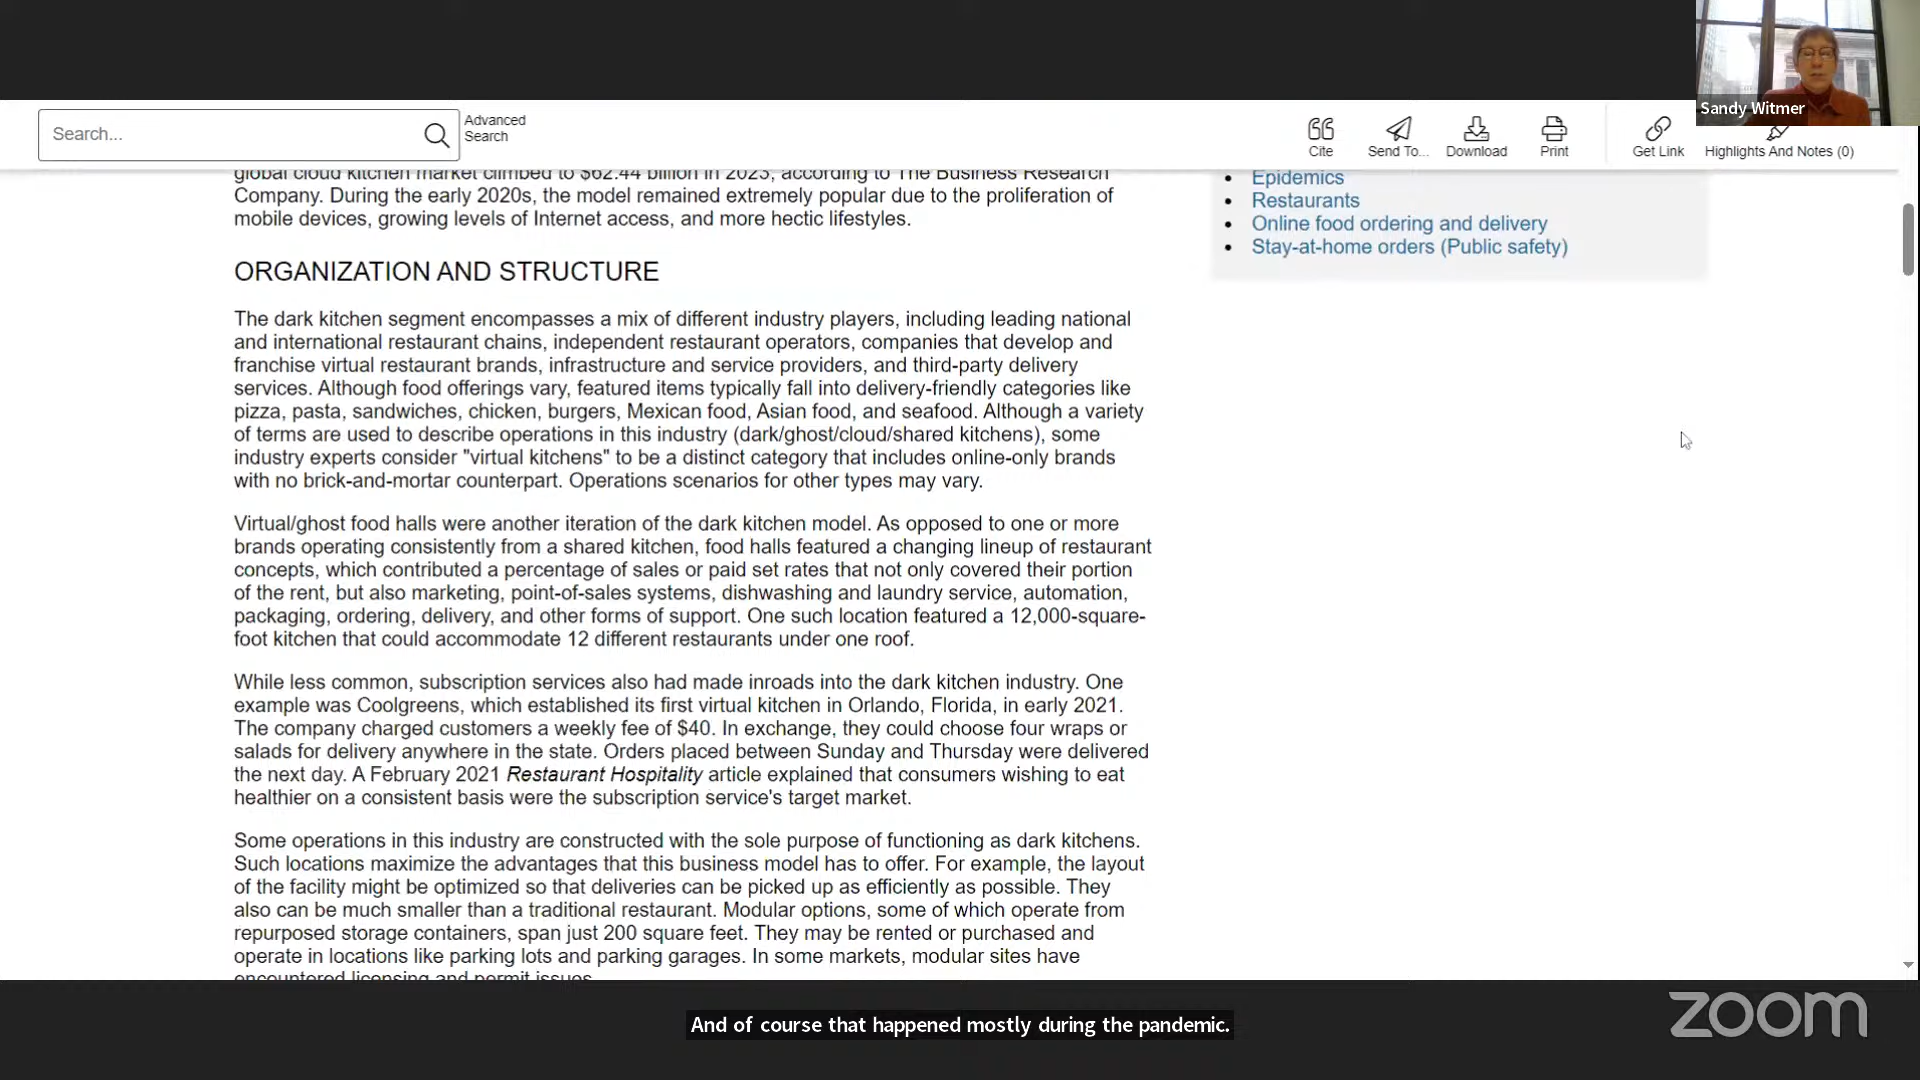 Sandy Witmer
Search...
Advanced
Search
Cite
Send To...
Download
Print
Get Link
Highlights And Notes (0)
global cloud kitchen market climbed to $62.44 billion in 2023, according to The Business Research
Company. During the early 2020s, the model remained extremely popular due to the proliferation of
mobile devices, growing levels of Internet access, and more hectic lifestyles.
ORGANIZATION AND STRUCTURE
The dark kitchen segment encompasses a mix of different industry players, including leading national
and international restaurant chains, independent restaurant operators, companies that develop and
franchise virtual restaurant brands, infrastructure and service providers, and third-party delivery
services. Although food offerings vary, featured items typically fall into delivery-friendly categories like
pizza, pasta, sandwiches, chicken, burgers, Mexican food, Asian food, and seafood. Although a variety
of terms are used to describe operations in this industry (dark/ghost/cloud/shared kitchens), some
industry experts consider "virtual kitchens" to be a distinct category that includes online-only brands
with no brick-and-mortar counterpart. Operations scenarios for other types may vary.
Virtual/ghost food halls were another iteration of the dark kitchen model. As opposed to one or more
brands operating consistently from a shared kitchen, food halls featured a changing lineup of restaurant
concepts, which contributed a percentage of sales or paid set rates that not only covered their portion
of the rent, but also marketing, point-of-sales systems, dishwashing and laundry service, automation,
packaging, ordering, delivery, and other forms of support. One such location featured a 12,000-square-
foot kitchen that could accommodate 12 different restaurants under one roof.
While less common, subscription services also had made inroads into the dark kitchen industry. One
example was Coolgreens, which established its first virtual kitchen in Orlando, Florida, in early 2021.
The company charged customers a weekly fee of $40. In exchange, they could choose four wraps or
salads for delivery anywhere in the state. Orders placed between Sunday and Thursday were delivered
the next day. A February 2021 Restaurant Hospitality article explained that consumers wishing to eat
healthier on a consistent basis were the subscription service's target market.
Some operations in this industry are constructed with the sole purpose of functioning as dark kitchens.
Such locations maximize the advantages that this business model has to offer. For example, the layout
of the facility might be optimized so that deliveries can be picked up as efficiently as possible. They
also can be much smaller than a traditional restaurant. Modular options, some of which operate from
repurposed storage containers, span just 200 square feet. They may be rented or purchased and
operate in locations like parking lots and parking garages. In some markets, modular sites have
encountered licensing and permit issues.
Epidemics
Restaurants
Online food ordering and delivery
Stay-at-home orders (Public safety)
And of course that happened mostly during the pandemic.
zoom